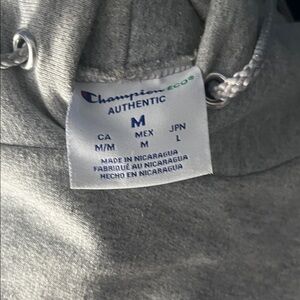 Champion ECO®
AUTHENTIC
M
CA MEX JPN
M/M M L
MADE IN NICARAGUA
FABRIQUÉ AU NICARAGUA
HECHO EN NICARAGUA